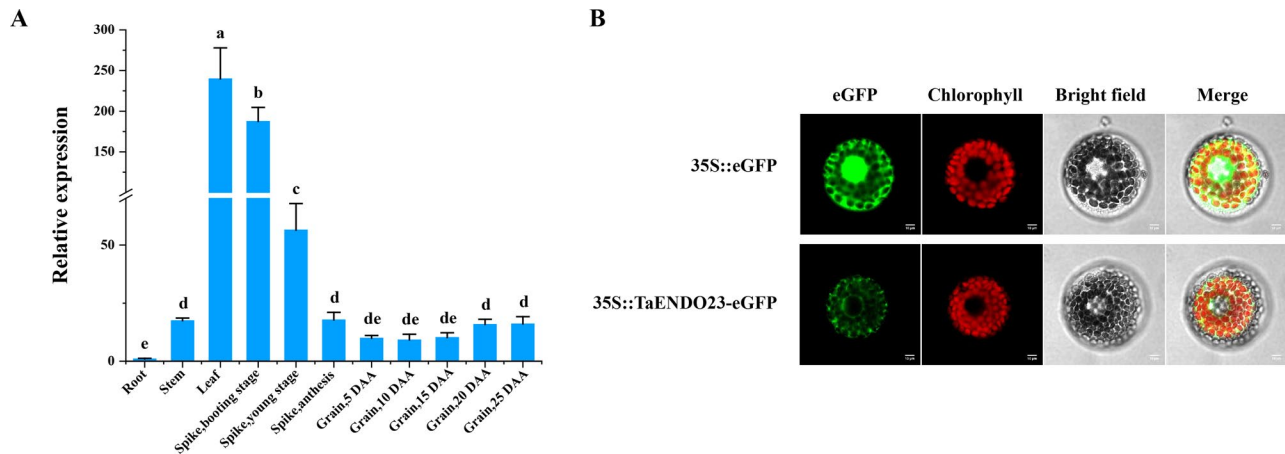 A
Relative expression
300
250
200
150
50
0
a
b
c
d
d
e
de
de
de
d
d
Root
Stem
Leaf
Spike,booting stage
Spike,young stage
Spike,anthesis
Grain,5 DAA
Grain,10 DAA
Grain,15 DAA
Grain,20 DAA
Grain,25 DAA
B
eGFP Chlorophyll Bright field Merge
35S::eGFP
35S::TaENDO23-eGFP